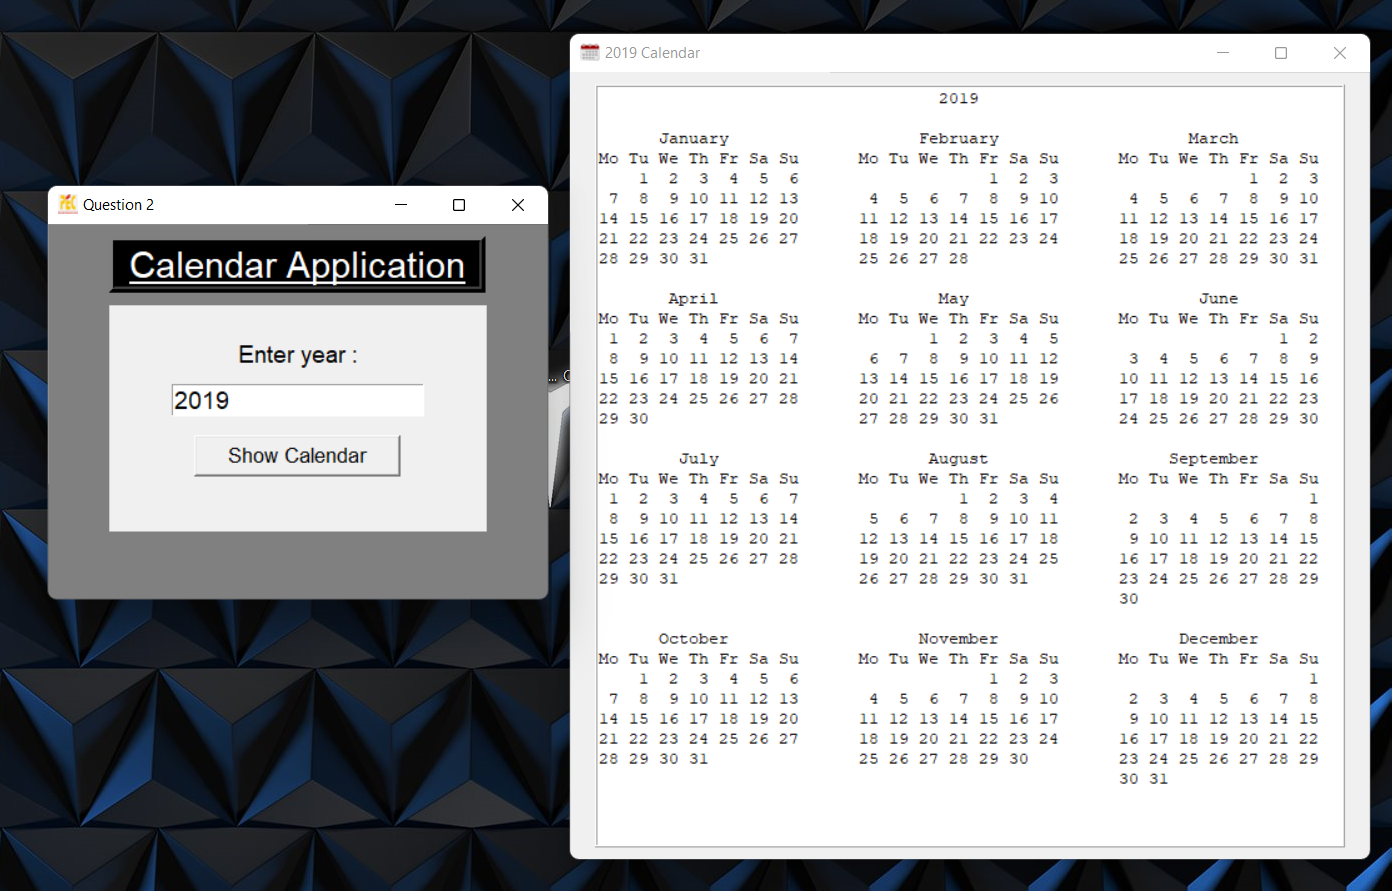 Question 2
Calendar Application
Enter year :
2019
Show Calendar
2019 Calendar
2019
January February March
Mo Tu We Th Fr Sa Su Mo Tu We Th Fr Sa Su Mo Tu We Th Fr Sa Su
1 2 3 4 5 6 1 2 3 1 2 3
7 8 9 10 11 12 13 4 5 6 7 8 9 10 4 5 6 7 8 9 10
14 15 16 17 18 19 20 11 12 13 14 15 16 17 11 12 13 14 15 16 17
21 22 23 24 25 26 27 18 19 20 21 22 23 24 18 19 20 21 22 23 24
28 29 30 31 25 26 27 28 25 26 27 28 29 30 31
April May June
Mo Tu We Th Fr Sa Su Mo Tu We Th Fr Sa Su Mo Tu We Th Fr Sa Su
1 2 3 4 5 6 7 1 2 3 4 5 1 2
8 9 10 11 12 13 14 6 7 8 9 10 11 12 3 4 5 6 7 8 9
15 16 17 18 19 20 21 13 14 15 16 17 18 19 10 11 12 13 14 15 16
22 23 24 25 26 27 28 20 21 22 23 24 25 26 17 18 19 20 21 22 23
29 30 27 28 29 30 31 24 25 26 27 28 29 30
July August September
Mo Tu We Th Fr Sa Su Mo Tu We Th Fr Sa Su Mo Tu We Th Fr Sa Su
1 2 3 4 5 6 7 1 2 3 4 1
8 9 10 11 12 13 14 5 6 7 8 9 10 11 2 3 4 5 6 7 8
15 16 17 18 19 20 21 12 13 14 15 16 17 18 9 10 11 12 13 14 15
22 23 24 25 26 27 28 19 20 21 22 23 24 25 16 17 18 19 20 21 22
29 30 31 26 27 28 29 30 31 23 24 25 26 27 28 29
30
October November December
Mo Tu We Th Fr Sa Su Mo Tu We Th Fr Sa Su Mo Tu We Th Fr Sa Su
1 2 3 4 5 6 1 2 3 1
7 8 9 10 11 12 13 4 5 6 7 8 9 10 2 3 4 5 6 7 8
14 15 16 17 18 19 20 11 12 13 14 15 16 17 9 10 11 12 13 14 15
21 22 23 24 25 26 27 18 19 20 21 22 23 24 16 17 18 19 20 21 22
28 29 30 31 25 26 27 28 29 30 23 24 25 26 27 28 29
30 31